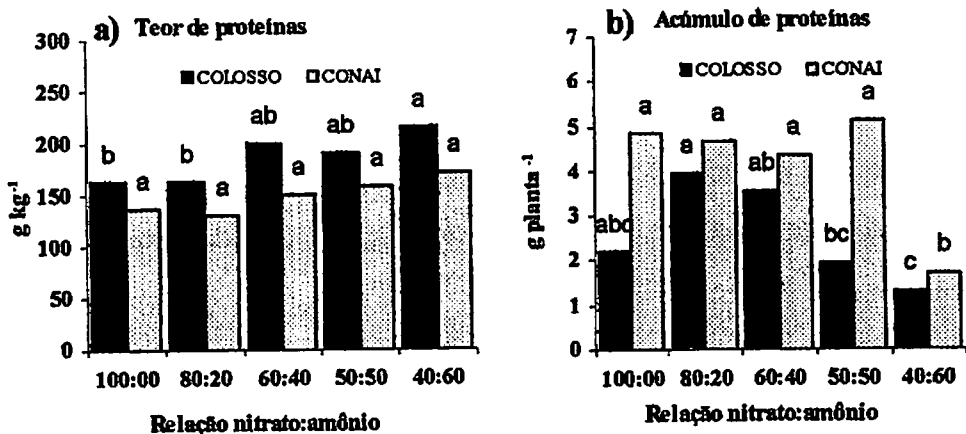 a) Teor de proteínas
300
■COLOSSO □CONAI
250
200
150
100
50
0
g kg-1
b a
b a
ab a
ab a
a a
100:00 80:20 60:40 50:50 40:60
Relação nitrato:amônio
b) Acúmulo de proteínas
7
6
5
4
3
2
1
0
■COLOSSO □CONAI
g planta -1
abc a
a a
ab a
bc a
c b
100:00 80:20 60:40 50:50 40:60
Relação nitrato:amônio